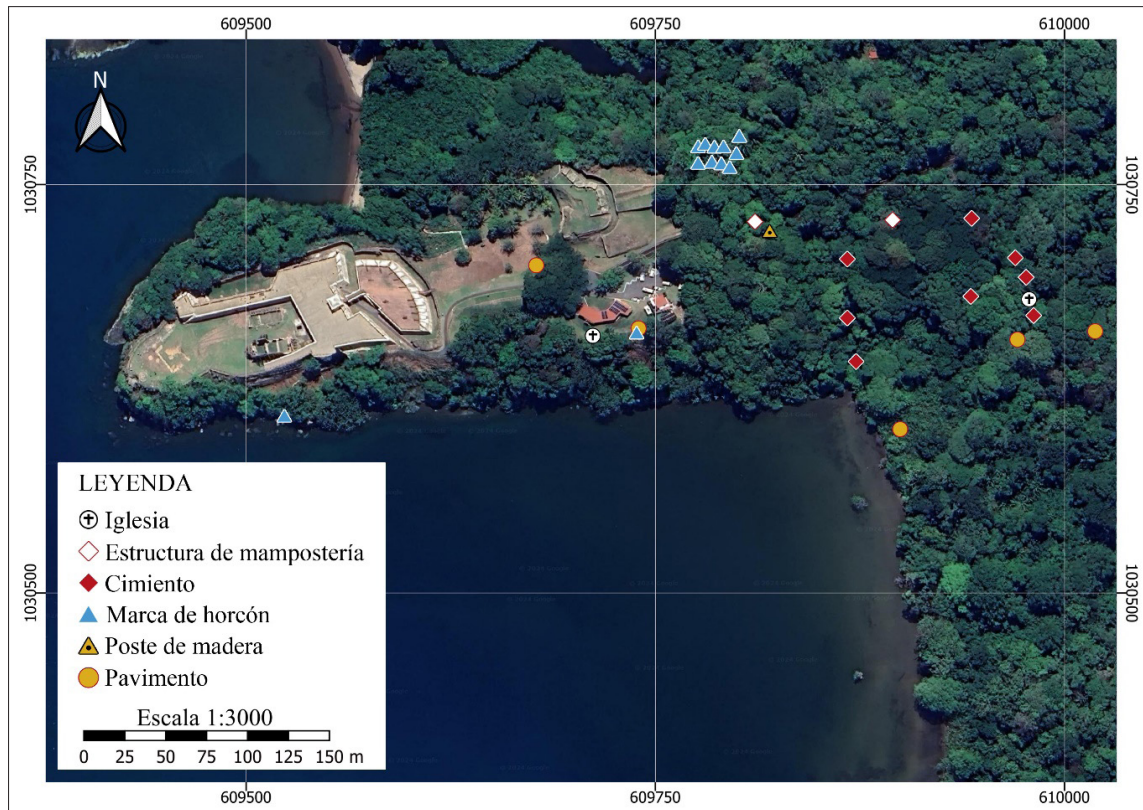 609500 609750 610000
N
1030750 1030750
1030500 1030500
LEYENDA
Iglesia
Estructura de mampostería
Cimiento
Marca de horcón
Poste de madera
Pavimento
Escala 1:3000
0 25 50 75 100 125 150 m
609500 609750 610000